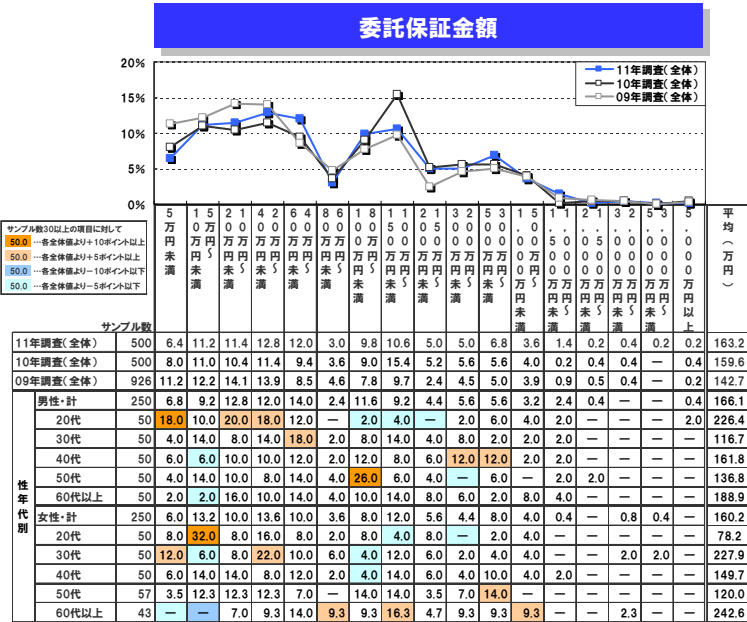 委託保証金額
20%
15%
10%
5%
0%
11年調査(全体)
10年調査(全体)
09年調査(全体)
サンプル数30以上の項目に対して
50.0 …各全体値より＋10ポイント以上
50.0 …各全体値より＋5ポイント以上
50.0 …各全体値より－10ポイント以下
50.0 …各全体値より－5ポイント以下
サンプル数
5万円未満
5万円～10万円未満
10万円～20万円未満
20万円～40万円未満
40万円～60万円未満
60万円～80万円未満
80万円～100万円未満
100万円～150万円未満
150万円～200万円未満
200万円～300万円未満
300万円～500万円未満
500万円～1,000万円未満
1,000万円～1,500万円未満
1,500万円～2,000万円未満
2,000万円～3,000万円未満
3,000万円～5,000万円未満
5,000万円以上
平均(万円)
11年調査(全体) 500 6.4 11.2 11.4 12.8 12.0 3.0 9.8 10.6 5.0 5.0 6.8 3.6 1.4 0.2 0.4 0.2 0.2 163.2
10年調査(全体) 500 8.0 11.0 10.4 11.4 9.4 3.6 9.0 15.4 5.2 5.6 5.6 4.0 0.2 0.4 0.4 － 0.4 159.6
09年調査(全体) 926 11.2 12.2 14.1 13.9 8.5 4.6 7.8 9.7 2.4 4.5 5.0 3.9 0.9 0.5 0.4 － 0.2 142.7
性年代別
男性・計 250 6.8 9.2 12.8 12.0 14.0 2.4 11.6 9.2 4.4 5.6 5.6 3.2 2.4 0.4 － － 0.4 166.1
20代 50 18.0 10.0 20.0 18.0 12.0 － 2.0 4.0 － 2.0 6.0 4.0 2.0 － － － 2.0 226.4
30代 50 4.0 14.0 8.0 14.0 18.0 2.0 8.0 14.0 4.0 8.0 2.0 2.0 2.0 － － － － 116.7
40代 50 6.0 6.0 10.0 10.0 12.0 2.0 12.0 8.0 6.0 12.0 12.0 2.0 2.0 － － － － 161.8
50代 50 4.0 14.0 10.0 8.0 14.0 4.0 26.0 6.0 4.0 － 6.0 － 2.0 2.0 － － － 136.8
60代以上 50 2.0 2.0 16.0 10.0 14.0 4.0 10.0 14.0 8.0 6.0 2.0 8.0 4.0 － － － － 188.9
女性・計 250 6.0 13.2 10.0 13.6 10.0 3.6 8.0 12.0 5.6 4.4 8.0 4.0 0.4 － 0.8 0.4 － 160.2
20代 50 8.0 32.0 8.0 16.0 8.0 2.0 8.0 4.0 8.0 － 2.0 4.0 － － － － － 78.2
30代 50 12.0 6.0 8.0 22.0 10.0 6.0 4.0 12.0 6.0 2.0 4.0 4.0 － － 2.0 2.0 － 227.9
40代 50 6.0 14.0 14.0 8.0 12.0 2.0 4.0 14.0 6.0 4.0 10.0 4.0 2.0 － － － － 149.7
50代 57 3.5 12.3 12.3 12.3 7.0 － 14.0 14.0 3.5 7.0 14.0 － － － － － － 120.0
60代以上 43 － － 7.0 9.3 14.0 9.3 9.3 16.3 4.7 9.3 9.3 9.3 － － 2.3 － － 242.6